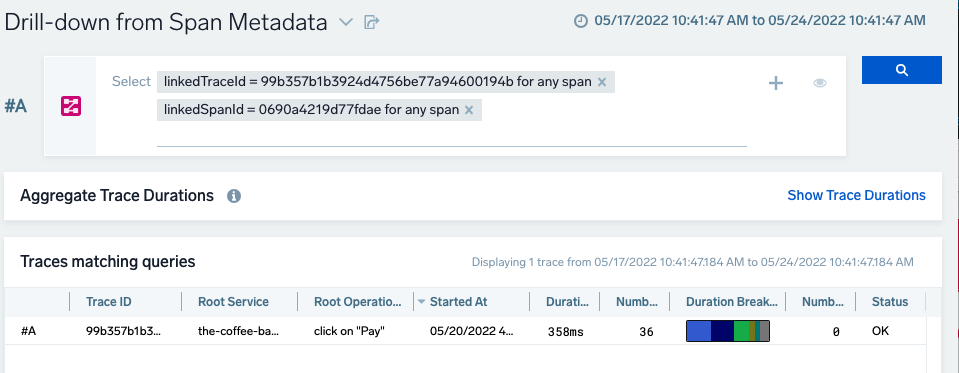 Drill-down from Span Metadata
05/17/2022 10:41:47 AM to 05/24/2022 10:41:47 AM
#A
Select
linkedTraceId = 99b357b1b3924d4756be77a94600194b for any span ×
linkedSpanId = 0690a4219d77fdae for any span ×
Aggregate Trace Durations
Show Trace Durations
Traces matching queries
Displaying 1 trace from 05/17/2022 10:41:47.184 AM to 05/24/2022 10:41:47.184 AM
Trace ID Root Service Root Operatio... Started At Durati... Numb... Duration Break... Numb... Status
#A 99b357b1b3... the-coffee-ba... click on "Pay" 05/20/2022 4... 358ms 36 0 OK